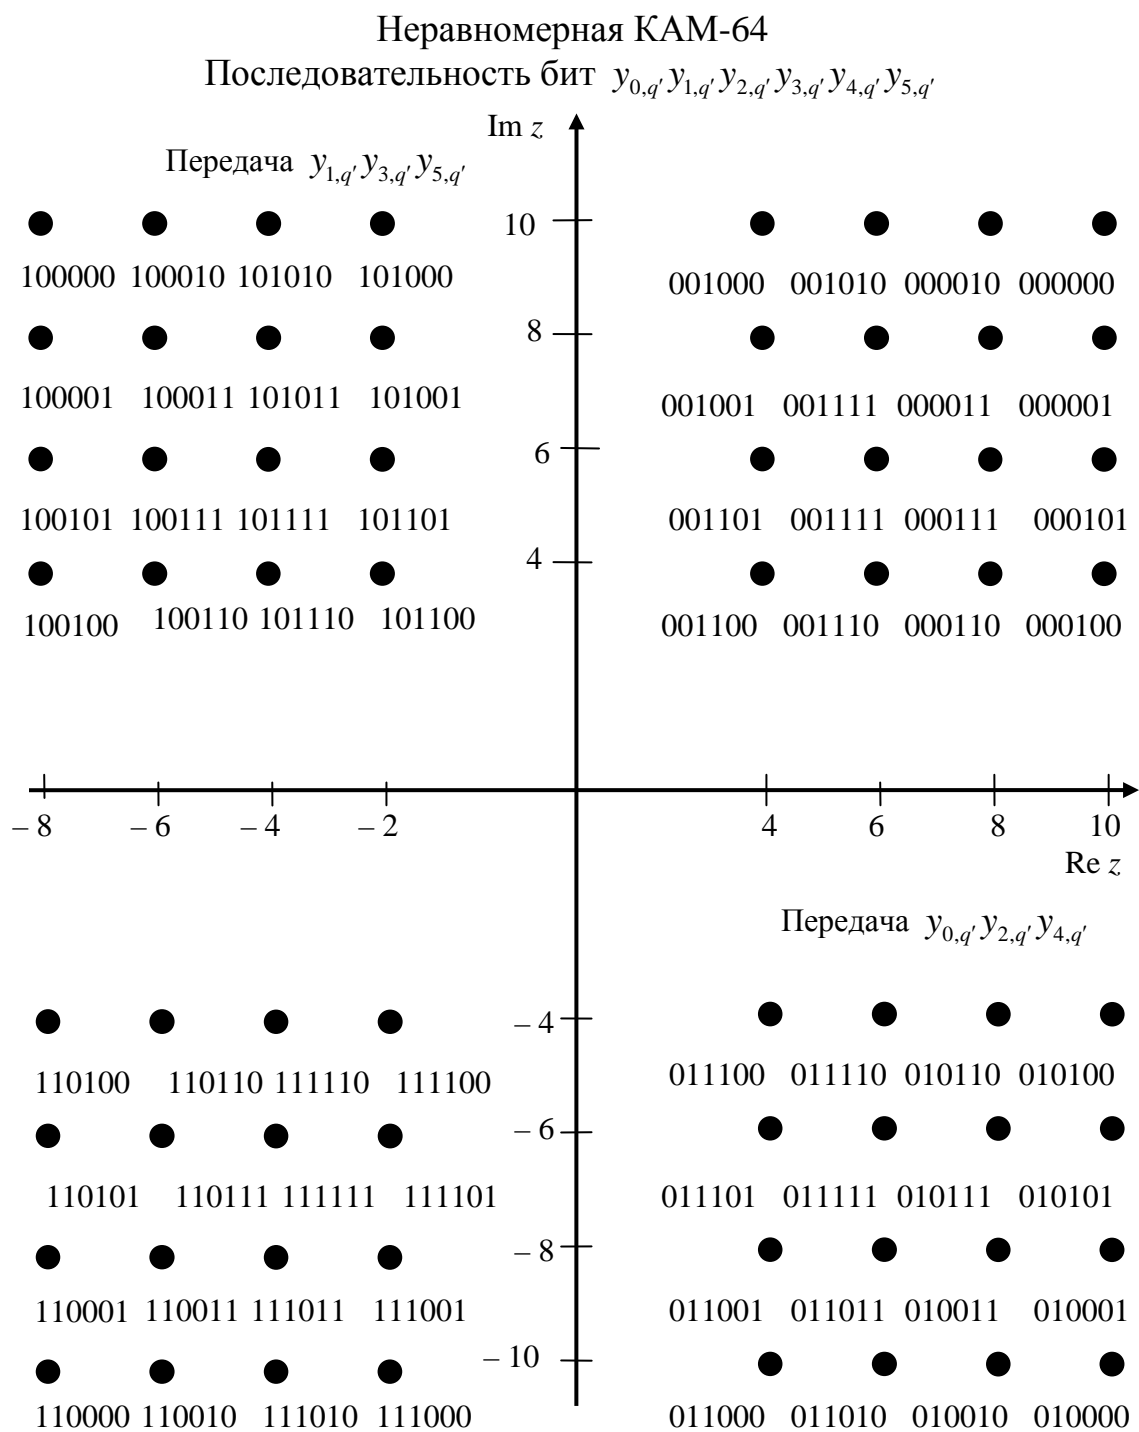 Неравномерная КАМ-64
Последовательность бит y0,q′ y1,q′ y2,q′ y3,q′ y4,q′ y5,q′
Im z
Передача y1,q′ y3,q′ y5,q′
10
100000 100010 101010 101000
001000 001010 000010 000000
8
100001 100011 101011 101001
001001 001111 000011 000001
6
100101 100111 101111 101101
001101 001111 000111 000101
4
100100 100110 101110 101100
001100 001110 000110 000100
– 8 – 6 – 4 – 2 4 6 8 10
Re z
Передача y0,q′ y2,q′ y4,q′
– 4
110100 110110 111110 111100
011100 011110 010110 010100
– 6
110101 110111 111111 111101
011101 011111 010111 010101
– 8
110001 110011 111011 111001
011001 011011 010011 010001
– 10
110000 110010 111010 111000
011000 011010 010010 010000